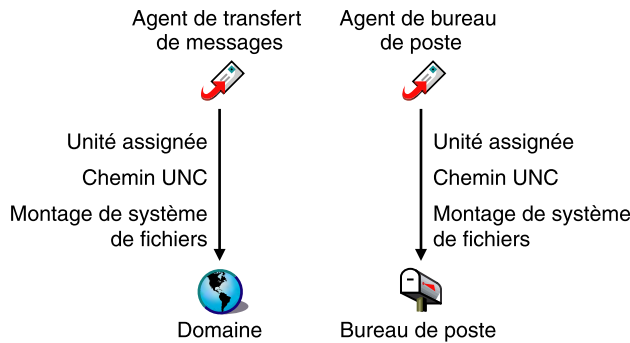 Agent de transfert
de messages
Agent de bureau
de poste
Unité assignée
Chemin UNC
Montage de système
de fichiers
Unité assignée
Chemin UNC
Montage de système
de fichiers
Domaine
Bureau de poste